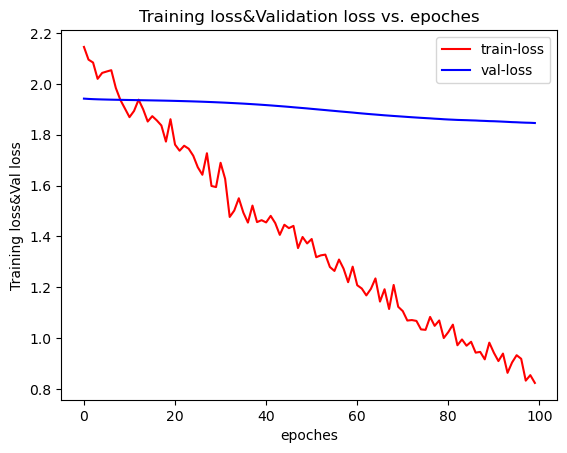 Training loss&Validation loss vs. epoches
train-loss
val-loss
Training loss&Val loss
2.2
2.0
1.8
1.6
1.4
1.2
1.0
0.8
0
20
40
60
80
100
epoches